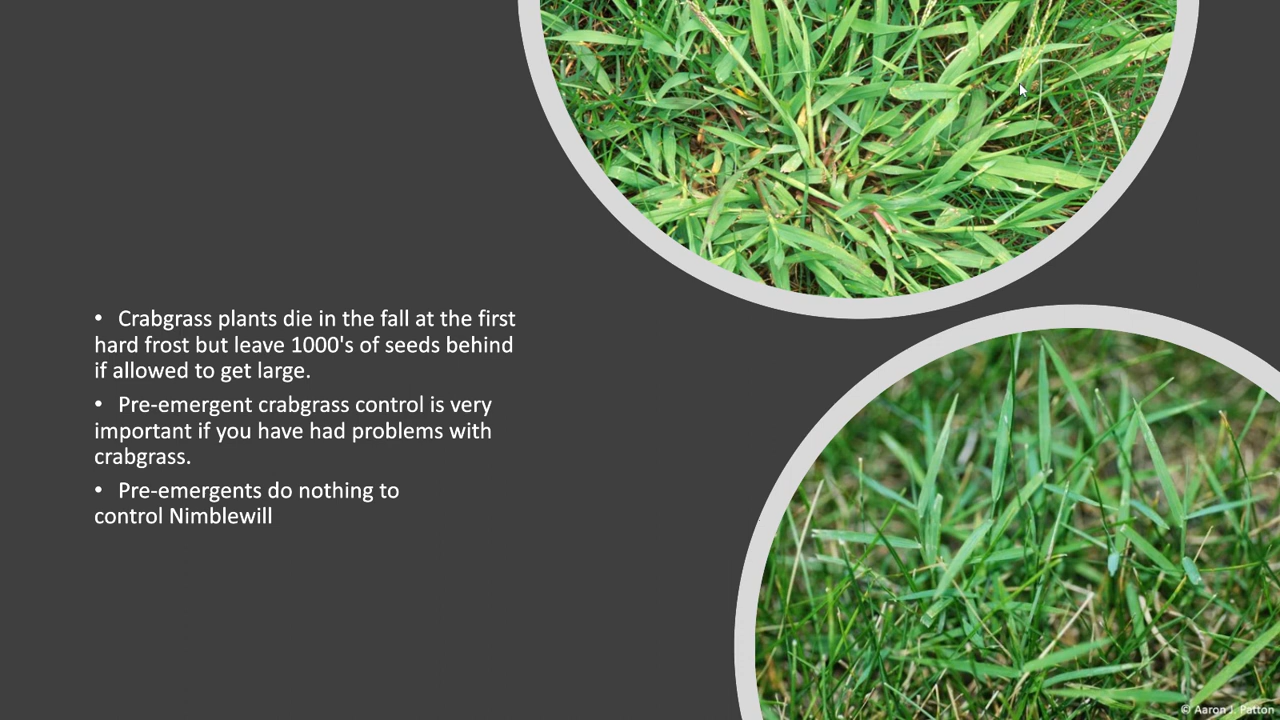 • Crabgrass plants die in the fall at the first
hard frost but leave 1000's of seeds behind
if allowed to get large.
• Pre-emergent crabgrass control is very
important if you have had problems with
crabgrass.
• Pre-emergents do nothing to
control Nimblewill
© Aaron J. Patton